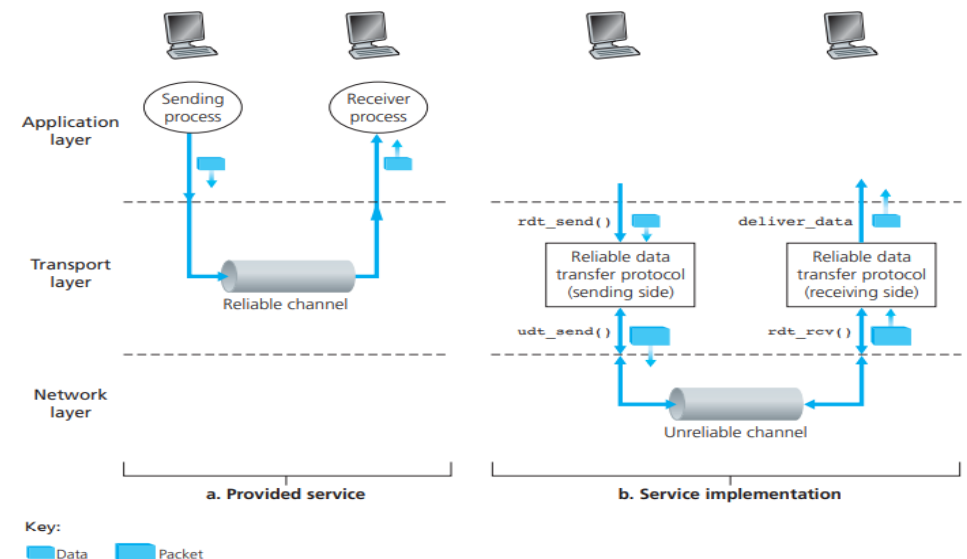 Application
layer
Sending
process
Receiver
process
rdt_send()
deliver_data
Transport
layer
Reliable channel
Reliable data
transfer protocol
(sending side)
Reliable data
transfer protocol
(receiving side)
udt_send()
rdt_rcv()
Network
layer
Unreliable channel
a. Provided service
b. Service implementation
Key:
Data
Packet